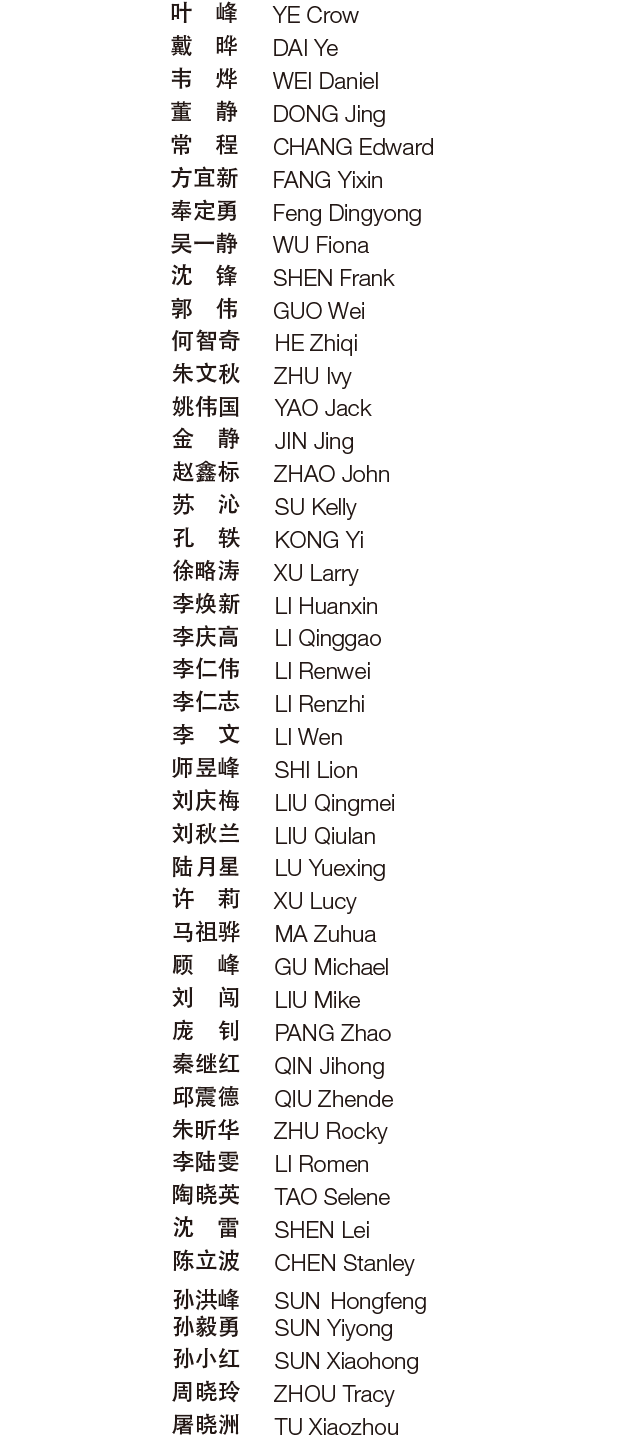 叶　峰 YE Crow
戴　晔 DAI Ye
韦　烨 WEI Daniel
董　静 DONG Jing
常　程 CHANG Edward
方宜新 FANG Yixin
奉定勇 Feng Dingyong
吴一静 WU Fiona
沈　锋 SHEN Frank
郭　伟 GUO Wei
何智奇 HE Zhiqi
朱文秋 ZHU Ivy
姚伟国 YAO Jack
金　静 JIN Jing
赵鑫标 ZHAO John
苏　沁 SU Kelly
孔　轶 KONG Yi
徐略涛 XU Larry
李焕新 LI Huanxin
李庆高 LI Qinggao
李仁伟 LI Renwei
李仁志 LI Renzhi
李　文 LI Wen
师昱峰 SHI Lion
刘庆梅 LIU Qingmei
刘秋兰 LIU Qiulan
陆月星 LU Yuexing
许　莉 XU Lucy
马祖骅 MA Zuhua
顾　峰 GU Michael
刘　闯 LIU Mike
庞　钊 PANG Zhao
秦继红 QIN Jihong
邱震德 QIU Zhende
朱昕华 ZHU Rocky
李陆雯 LI Romen
陶晓英 TAO Selene
沈　雷 SHEN Lei
陈立波 CHEN Stanley
孙洪峰 SUN Hongfeng
孙毅勇 SUN Yiyong
孙小红 SUN Xiaohong
周晓玲 ZHOU Tracy
屠晓洲 TU Xiaozhou